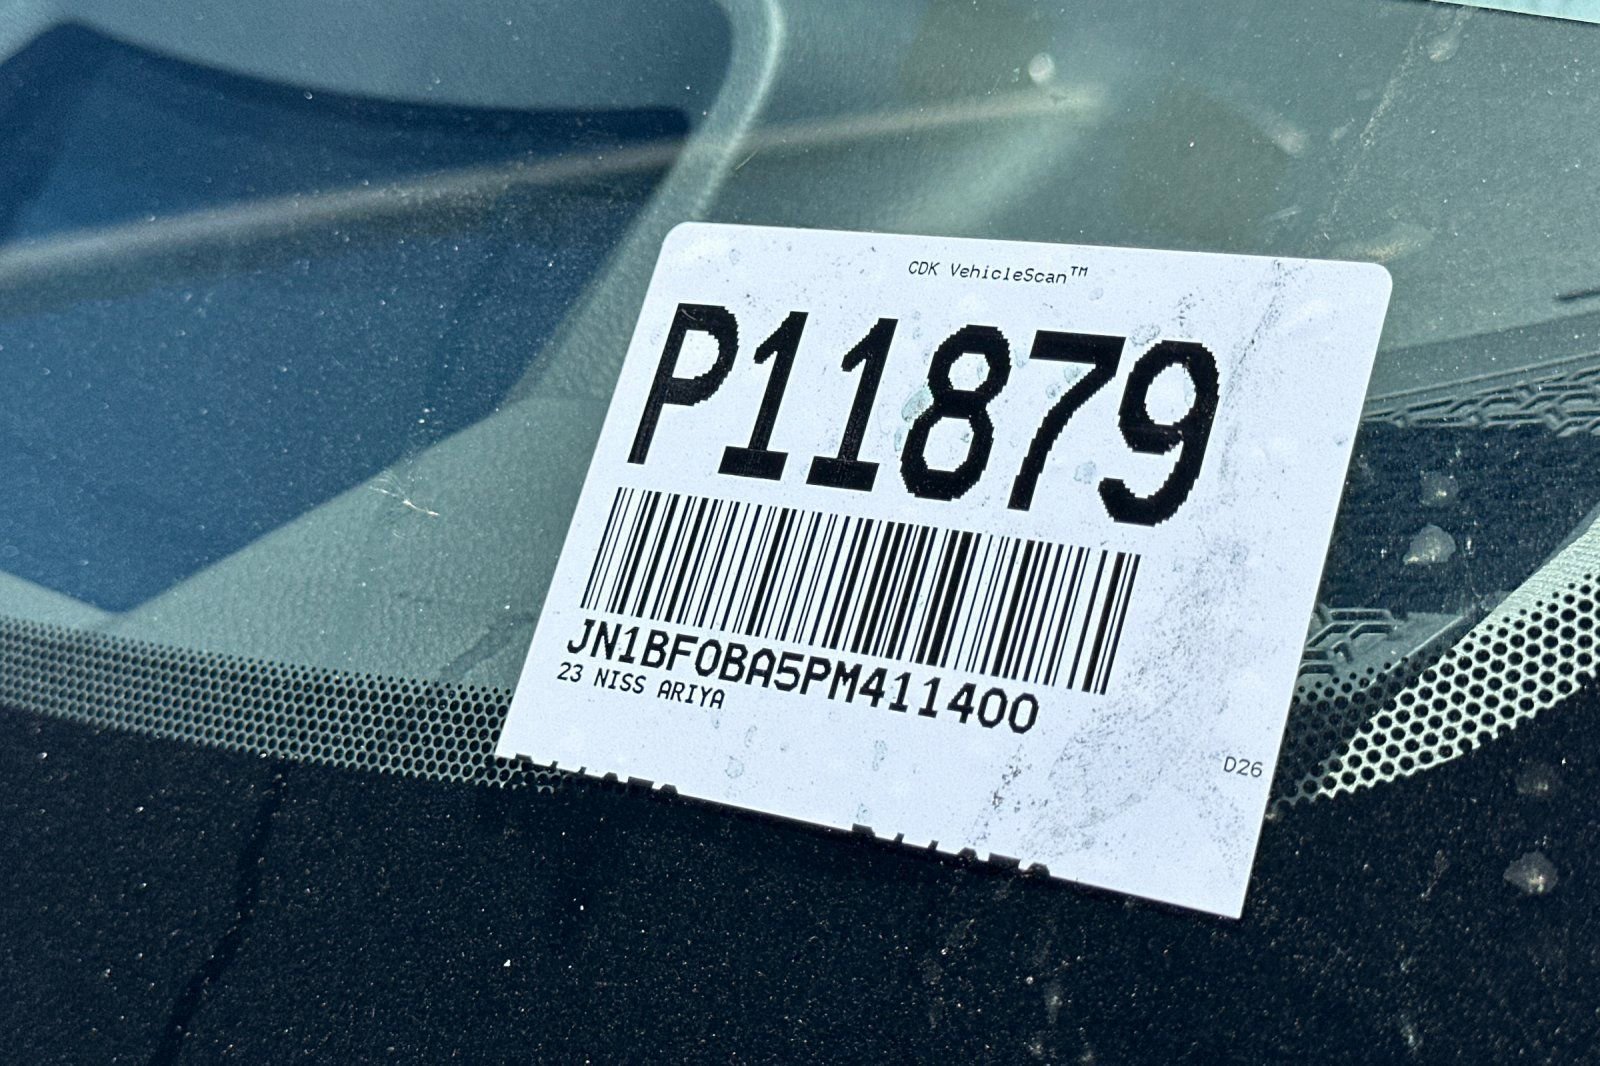 CDK VehicleScan™
P11879
JN1BF0BA5PM411400
23 NISS ARIYA
D26